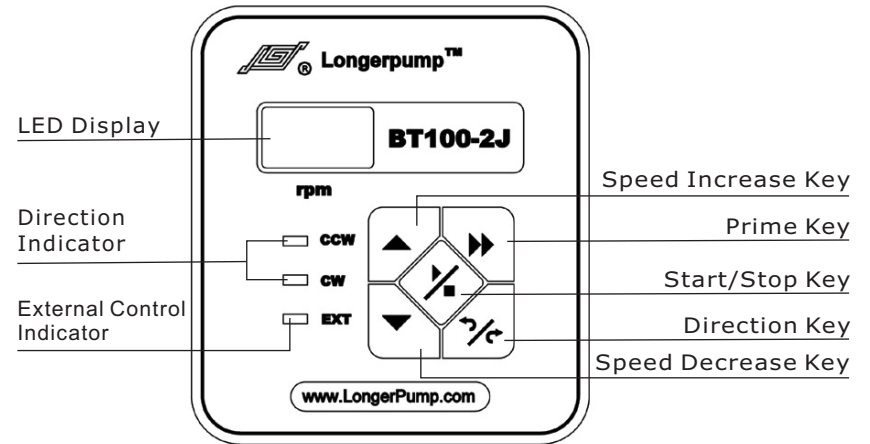 ® Longerpump™
LED Display
BT100-2J
rpm
Speed Increase Key
Direction
Indicator
CCW
Prime Key
CW
Start/Stop Key
External Control
Indicator
EXT
Direction Key
Speed Decrease Key
www.LongerPump.com